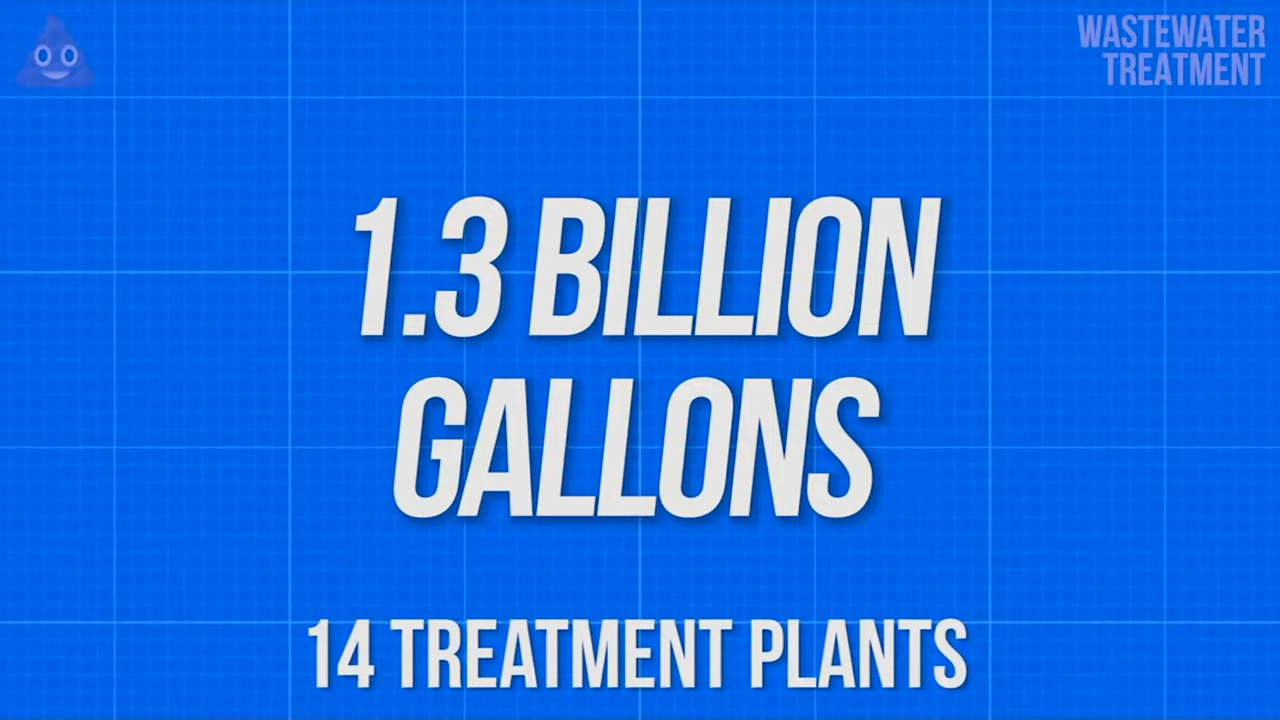 WASTEWATER
TREATMENT
1.3 BILLION
GALLONS
14 TREATMENT PLANTS